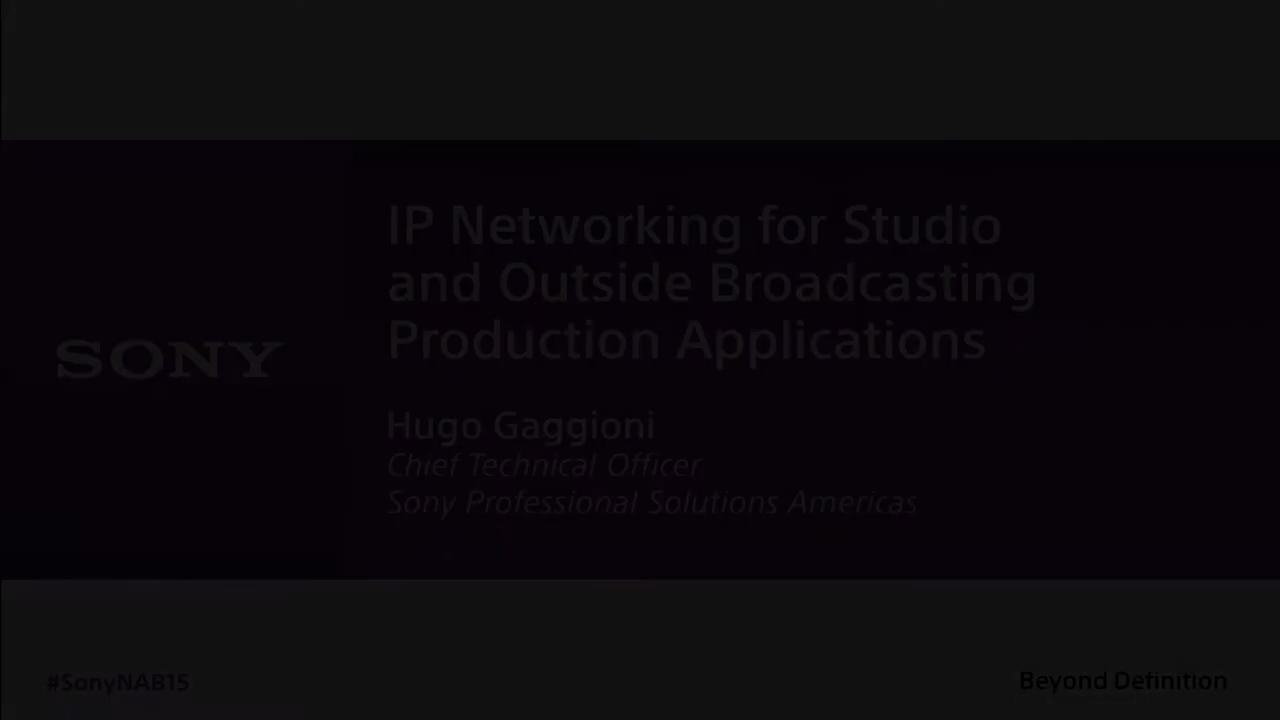 IP Networking for Studio
and Outside Broadcasting
Production Applications
SONY
Hugo Gaggioni
Chief Technical Officer
Sony Professional Solutions Americas
#SonyNAB15
Beyond Definition